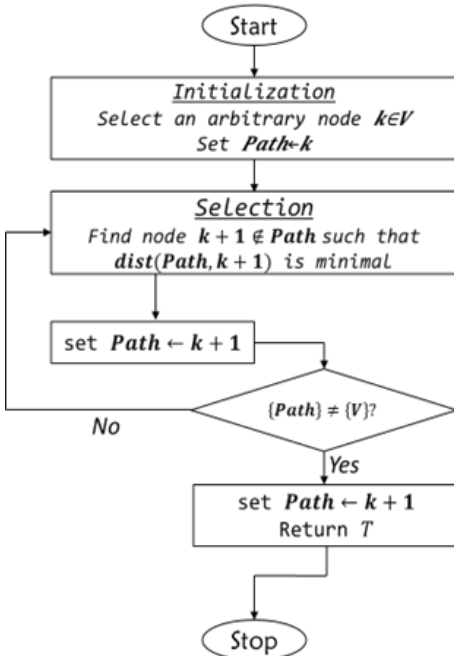 Start
Initialization
Select an arbitrary node k∈V
Set Path←k
Selection
Find node k + 1 ∉ Path such that
dist(Path, k + 1) is minimal
set Path ← k + 1
{Path} ≠ {V}?
No
Yes
set Path ← k + 1
Return T
Stop